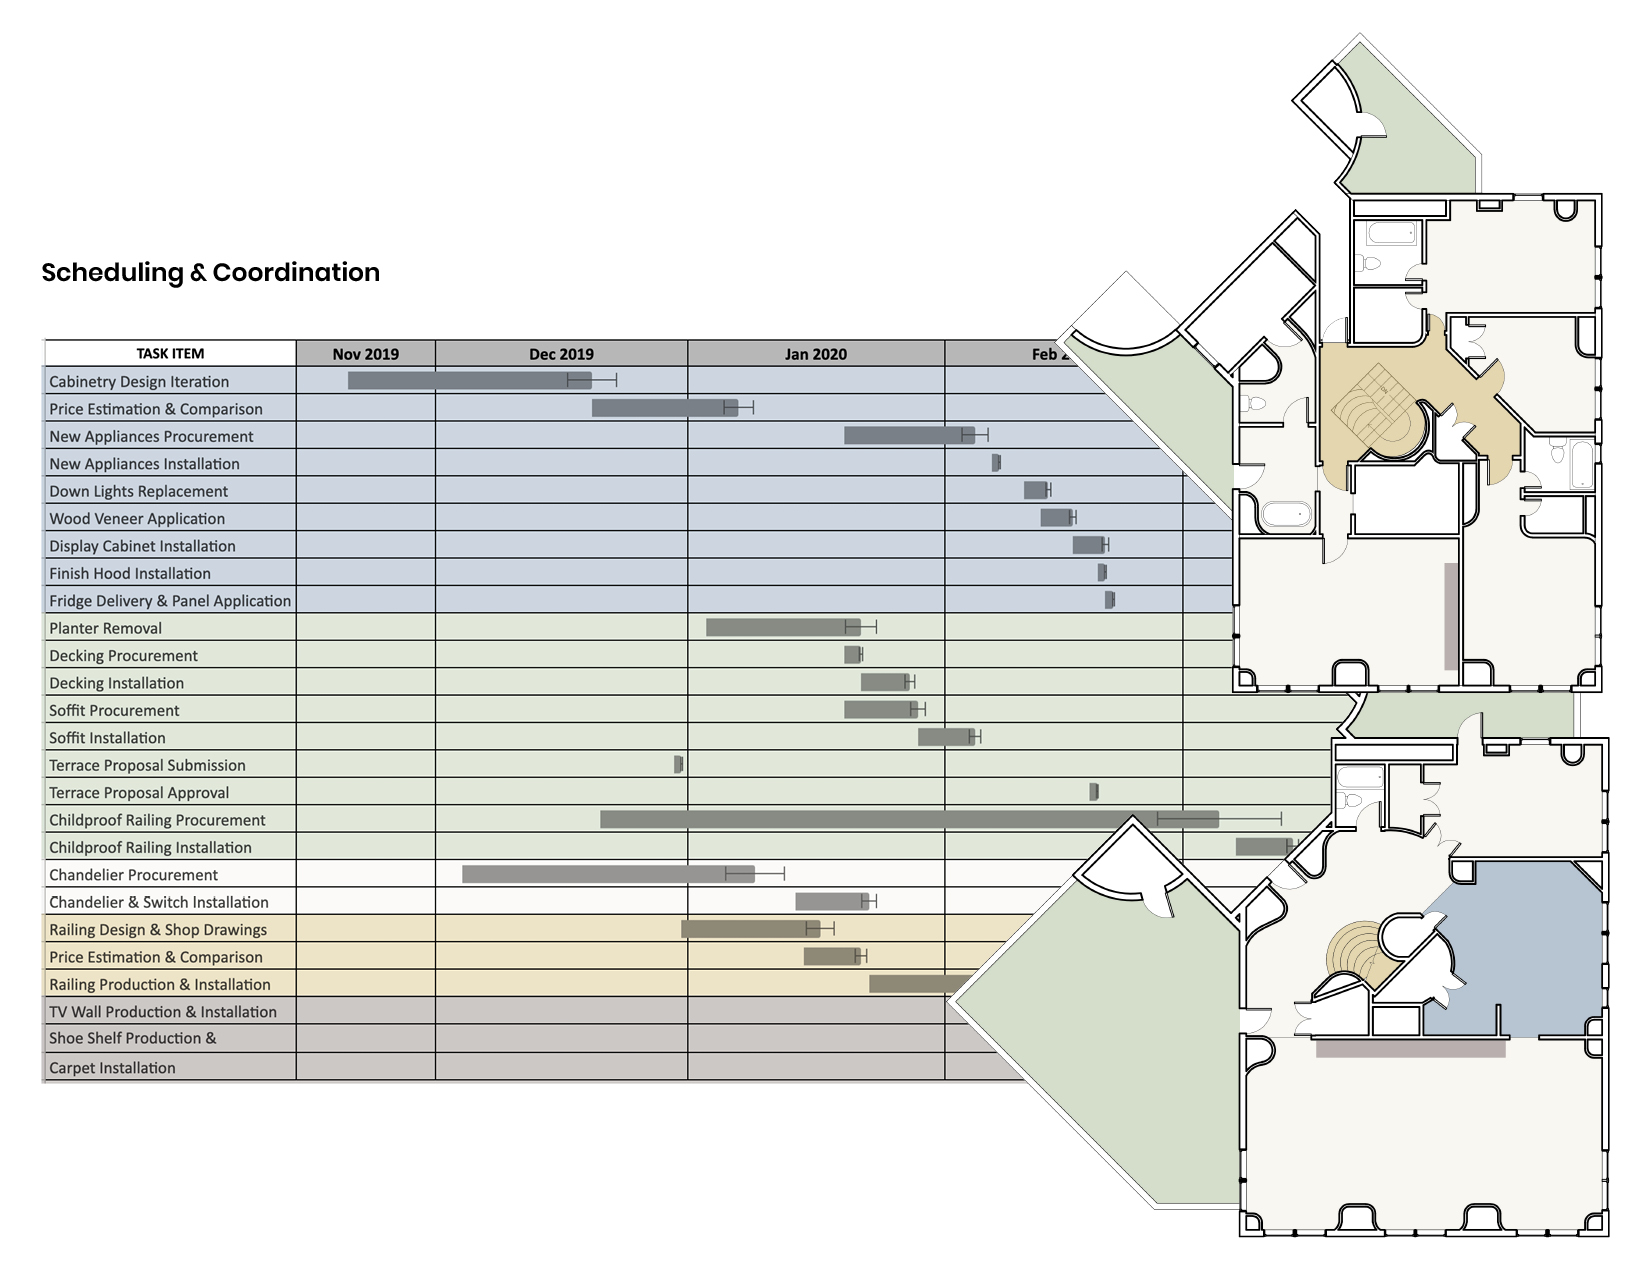 Scheduling & Coordination
TASK ITEM Nov 2019 Dec 2019 Jan 2020 Feb 2
Cabinetry Design Iteration
Price Estimation & Comparison
New Appliances Procurement
New Appliances Installation
Down Lights Replacement
Wood Veneer Application
Display Cabinet Installation
Finish Hood Installation
Fridge Delivery & Panel Application
Planter Removal
Decking Procurement
Decking Installation
Soffit Procurement
Soffit Installation
Terrace Proposal Submission
Terrace Proposal Approval
Childproof Railing Procurement
Childproof Railing Installation
Chandelier Procurement
Chandelier & Switch Installation
Railing Design & Shop Drawings
Price Estimation & Comparison
Railing Production & Installation
TV Wall Production & Installation
Shoe Shelf Production &
Carpet Installation